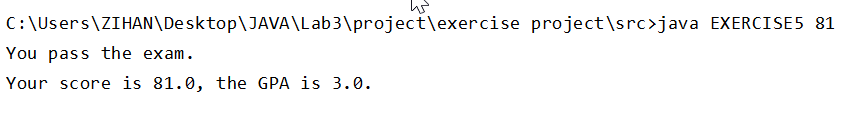 C:\Users\ZIHAN\Desktop\JAVA\Lab3\project\exercise project\src>java EXERCISE5 81
You pass the exam.
Your score is 81.0, the GPA is 3.0.